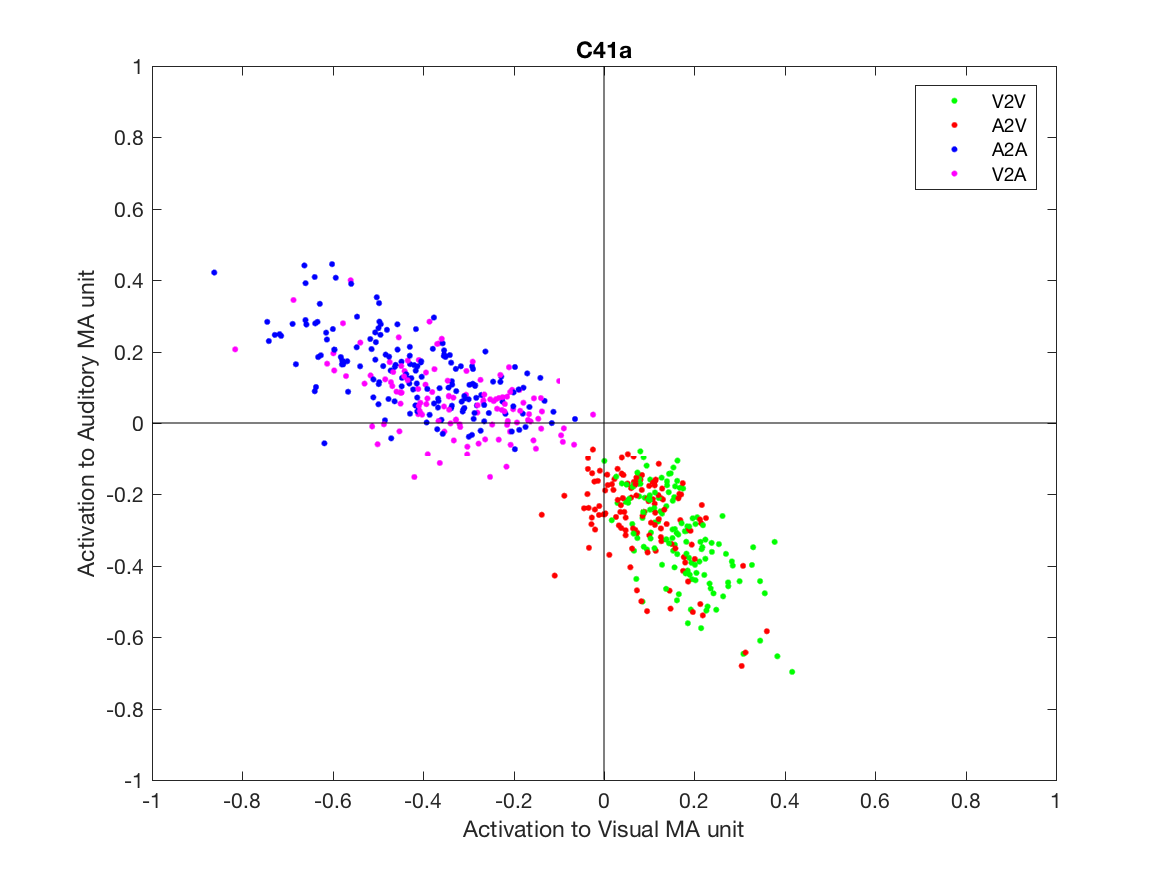 C41a
1
0.8
0.6
0.4
0.2
0
-0.2
-0.4
-0.6
-0.8
-1
Activation to Auditory MA unit
V2V
A2V
A2A
V2A
-1 -0.8 -0.6 -0.4 -0.2 0 0.2 0.4 0.6 0.8 1
Activation to Visual MA unit